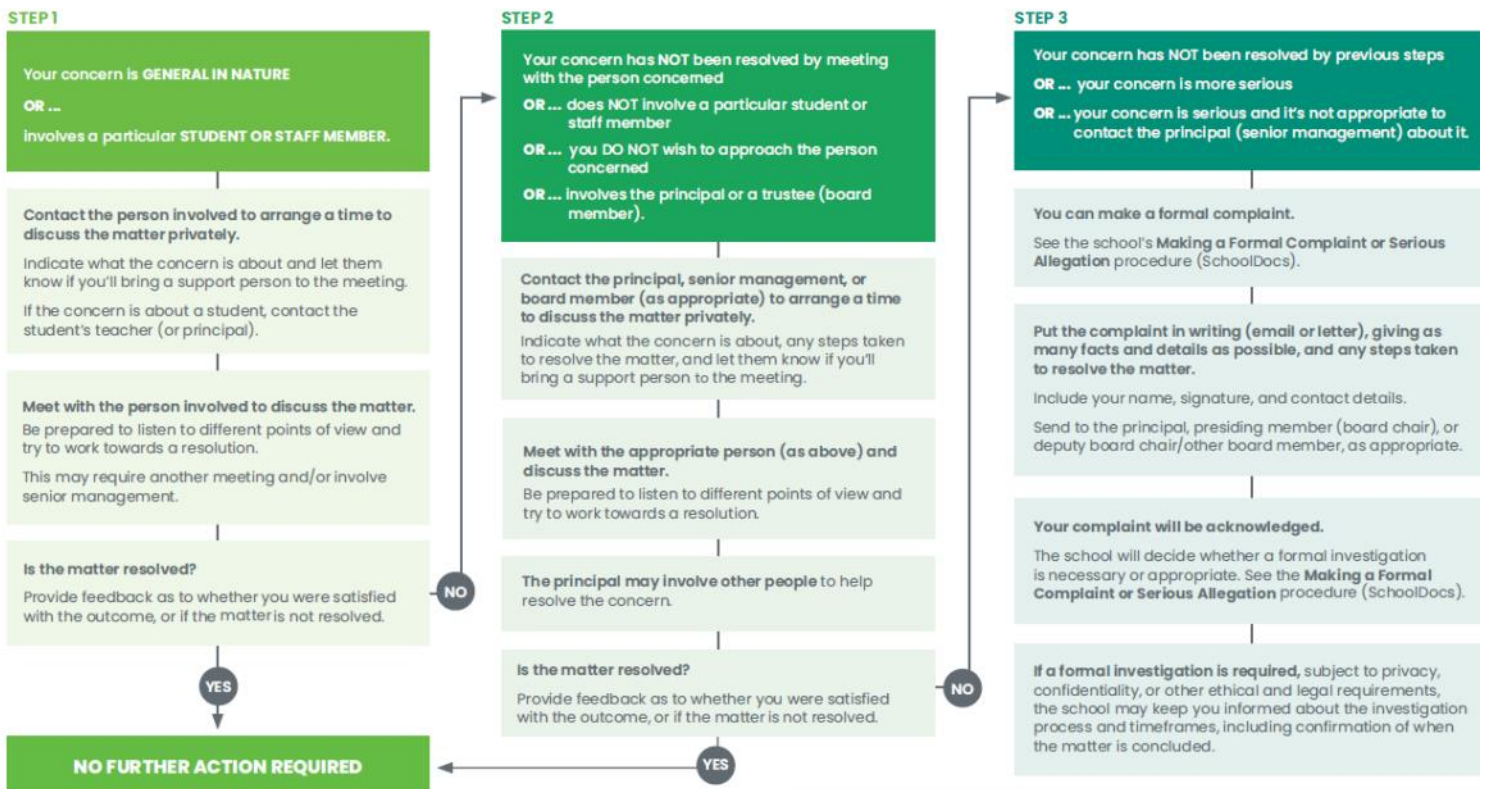 STEP 1
Your concern is GENERAL IN NATURE
OR ...
involves a particular STUDENT OR STAFF MEMBER.
Contact the person involved to arrange a time to
discuss the matter privately.
Indicate what the concern is about and let them
know if you'll bring a support person to the meeting.
If the concern is about a student, contact the
student's teacher (or principal).
Meet with the person involved to discuss the matter.
Be prepared to listen to different points of view and
try to work towards a resolution.
This may require another meeting and/or involve
senior management.
Is the matter resolved?
Provide feedback as to whether you were satisfied
with the outcome, or if the matter is not resolved.
NO
YES
NO FURTHER ACTION REQUIRED
STEP 2
Your concern has NOT been resolved by meeting
with the person concerned
OR ... does NOT involve a particular student or
staff member
OR ... you DO NOT wish to approach the person
concerned
OR ... involves the principal or a trustee (board
member).
Contact the principal, senior management, or
board member (as appropriate) to arrange a time
to discuss the matter privately.
Indicate what the concern is about, any steps taken
to resolve the matter, and let them know if you'll
bring a support person to the meeting.
Meet with the appropriate person (as above) and
discuss the matter.
Be prepared to listen to different points of view and
try to work towards a resolution.
The principal may involve other people to help
resolve the concern.
Is the matter resolved?
Provide feedback as to whether you were satisfied
with the outcome, or if the matter is not resolved.
NO
YES
STEP 3
Your concern has NOT been resolved by previous steps
OR ... your concern is more serious
OR ... your concern is serious and it's not appropriate to
contact the principal (senior management) about it.
You can make a formal complaint.
See the school's Making a Formal Complaint or Serious
Allegation procedure (SchoolDocs).
Put the complaint in writing (email or letter), giving as
many facts and details as possible, and any steps taken
to resolve the matter.
Include your name, signature, and contact details.
Send to the principal, presiding member (board chair), or
deputy board chair/other board member, as appropriate.
Your complaint will be acknowledged.
The school will decide whether a formal investigation
is necessary or appropriate. See the Making a Formal
Complaint or Serious Allegation procedure (SchoolDocs).
If a formal investigation is required, subject to privacy,
confidentiality, or other ethical and legal requirements,
the school may keep you informed about the investigation
process and timeframes, including confirmation of when
the matter is concluded.